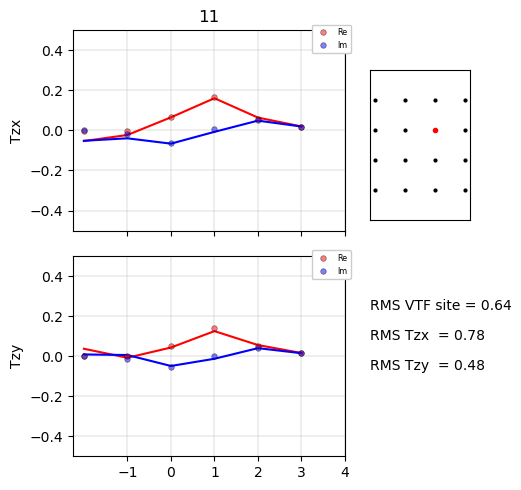 11
0.4
0.2
0.0
−0.2
−0.4
Tzx
Re
Im
0.4
0.2
0.0
−0.2
−0.4
Tzy
Re
Im
−1 0 1 2 3 4
RMS VTF site = 0.64
RMS Tzx = 0.78
RMS Tzy = 0.48